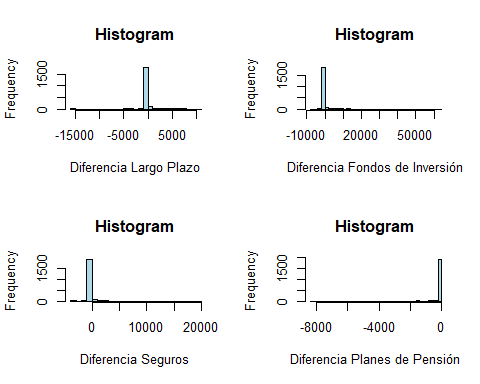 Histogram
Frequency
0
1500
-15000
-5000
5000
Diferencia Largo Plazo
Histogram
Frequency
0
1500
-10000
20000
50000
Diferencia Fondos de Inversión
Histogram
Frequency
0
1500
0
10000
20000
Diferencia Seguros
Histogram
Frequency
0
1500
-8000
-4000
0
Diferencia Planes de Pensión